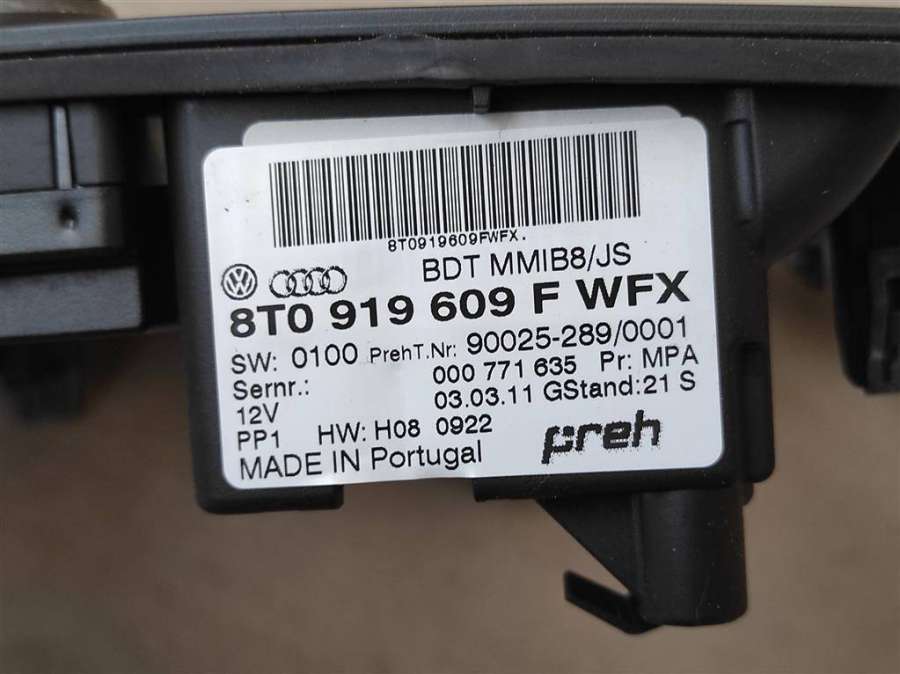 8T0919609FWFX.
BDT MMIB8/JS
8T0 919 609 F WFX
SW: 0100 PrehT.Nr: 90025-289/0001
Sernr.: 000 771 635 Pr: MPA
12V 03.03.11 GStand:21 S
PP1 HW: H08 0922
MADE IN Portugal preh